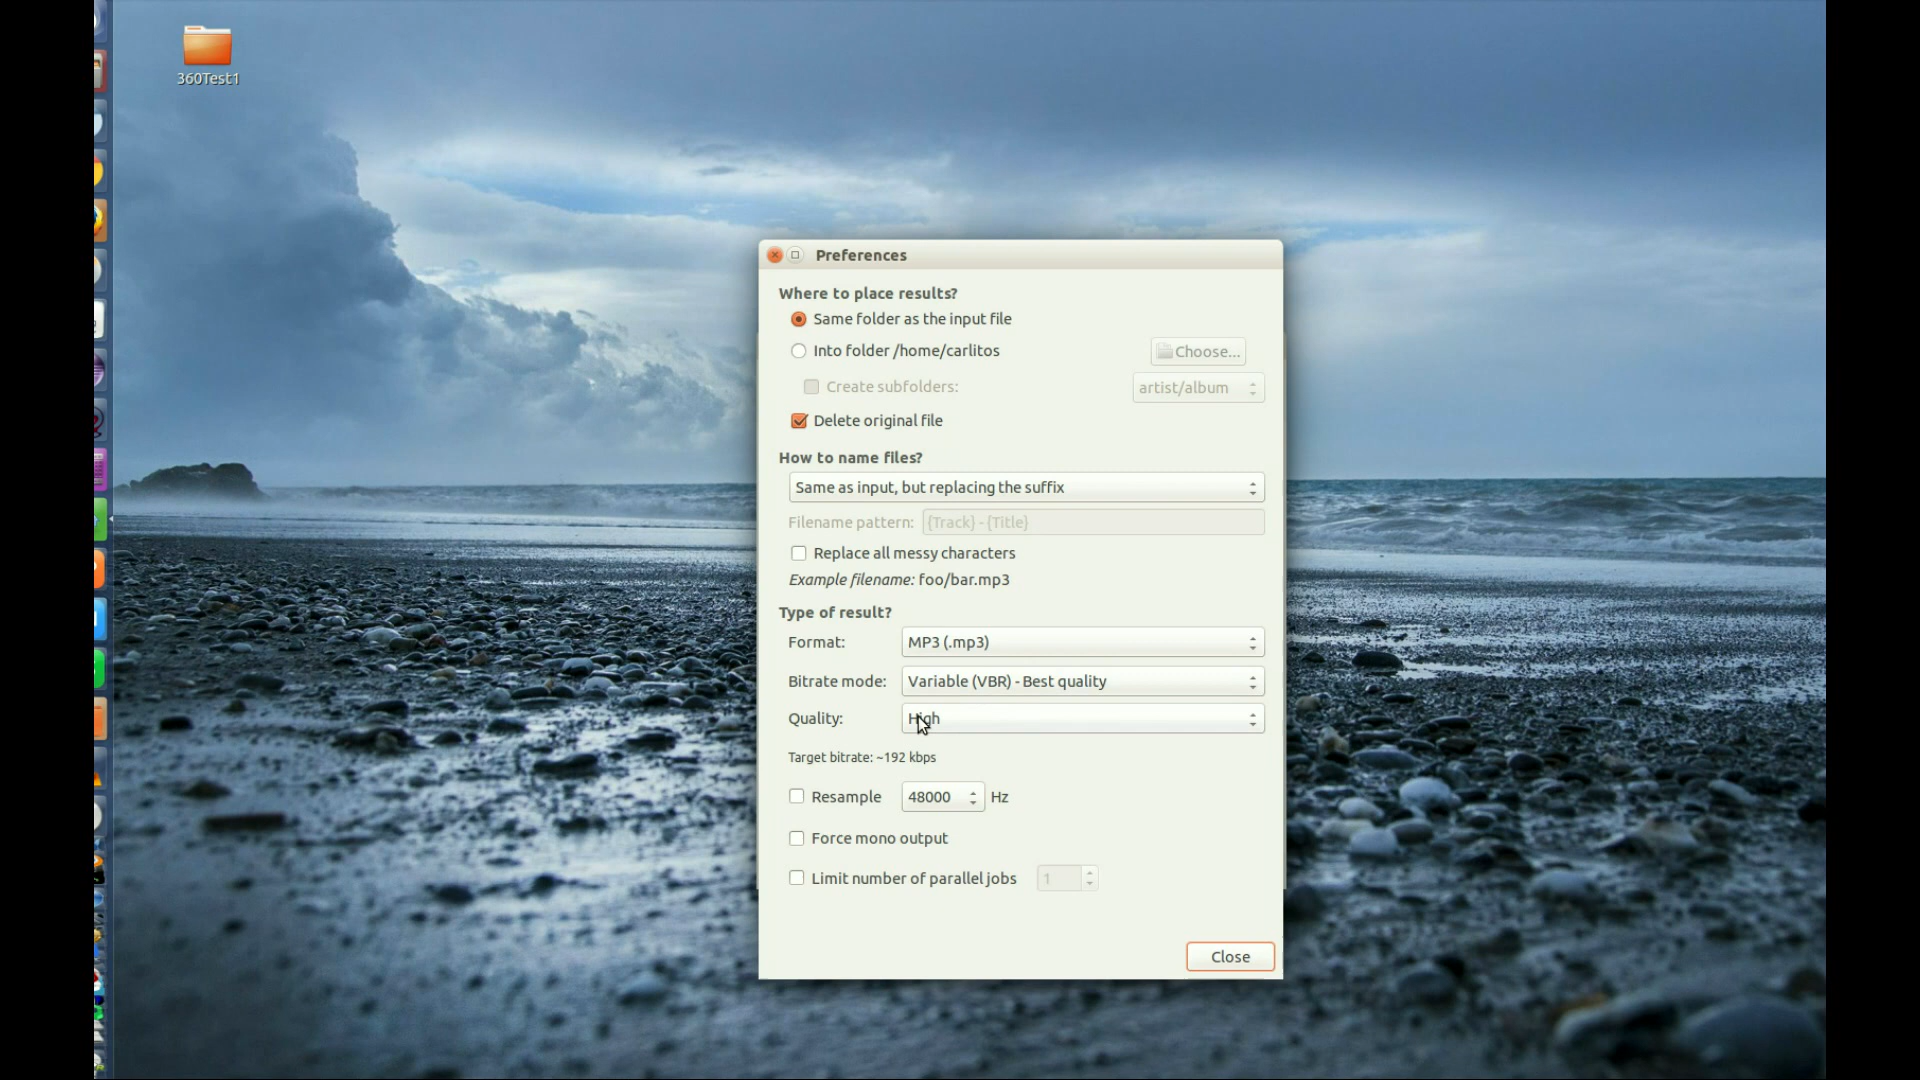 360Test1
Preferences
Where to place results?
Same folder as the input file
Into folder /home/carlitos Choose...
Create subfolders: artist/album
Delete original file
How to name files?
Same as input, but replacing the suffix
Filename pattern: {Track} - {Title}
Replace all messy characters
Example filename: foo/bar.mp3
Type of result?
Format: MP3 (.mp3)
Bitrate mode: Variable (VBR) - Best quality
Quality: High
Target bitrate: ~192 kbps
Resample 48000 Hz
Force mono output
Limit number of parallel jobs 1
Close